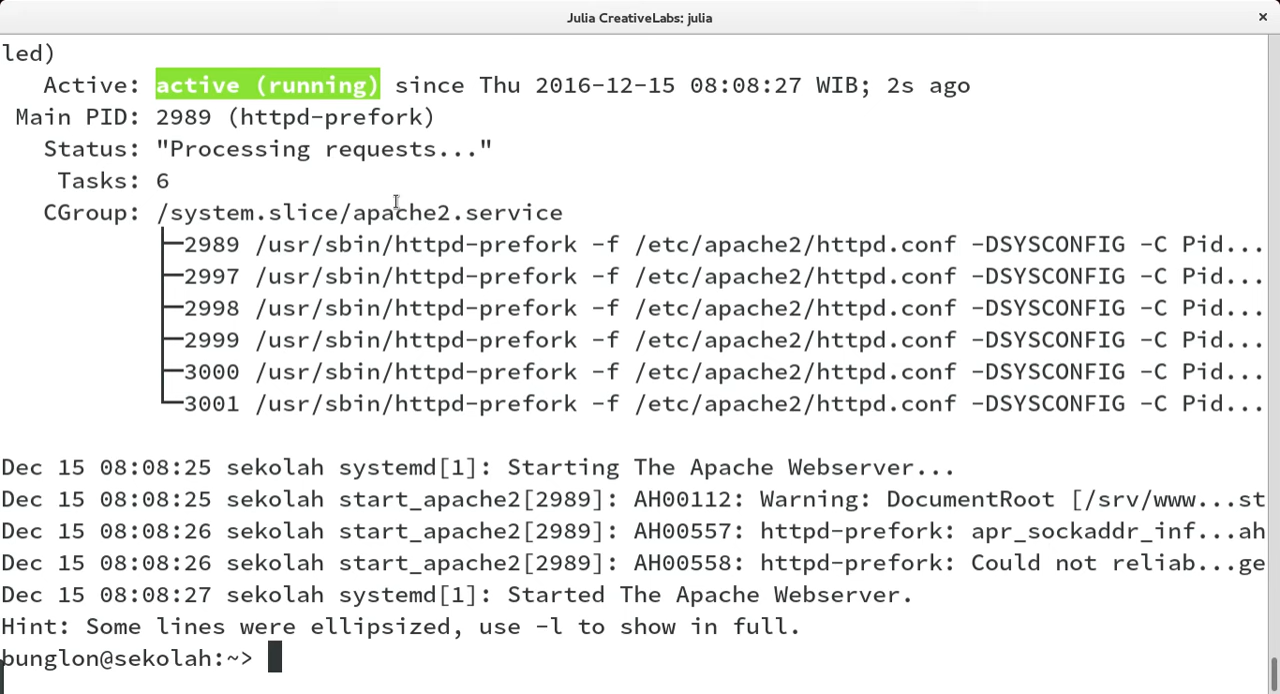 Julia CreativeLabs: julia ×
led)
Active: active (running) since Thu 2016-12-15 08:08:27 WIB; 2s ago
Main PID: 2989 (httpd-prefork)
Status: "Processing requests..."
Tasks: 6
CGroup: /system.slice/apache2.service
├─2989 /usr/sbin/httpd-prefork -f /etc/apache2/httpd.conf -DSYSCONFIG -C Pid...
├─2997 /usr/sbin/httpd-prefork -f /etc/apache2/httpd.conf -DSYSCONFIG -C Pid...
├─2998 /usr/sbin/httpd-prefork -f /etc/apache2/httpd.conf -DSYSCONFIG -C Pid...
├─2999 /usr/sbin/httpd-prefork -f /etc/apache2/httpd.conf -DSYSCONFIG -C Pid...
├─3000 /usr/sbin/httpd-prefork -f /etc/apache2/httpd.conf -DSYSCONFIG -C Pid...
└─3001 /usr/sbin/httpd-prefork -f /etc/apache2/httpd.conf -DSYSCONFIG -C Pid...
Dec 15 08:08:25 sekolah systemd[1]: Starting The Apache Webserver...
Dec 15 08:08:25 sekolah start_apache2[2989]: AH00112: Warning: DocumentRoot [/srv/www...st
Dec 15 08:08:26 sekolah start_apache2[2989]: AH00557: httpd-prefork: apr_sockaddr_inf...ah
Dec 15 08:08:26 sekolah start_apache2[2989]: AH00558: httpd-prefork: Could not reliab...ge
Dec 15 08:08:27 sekolah systemd[1]: Started The Apache Webserver.
Hint: Some lines were ellipsized, use -l to show in full.
bunglon@sekolah:~>